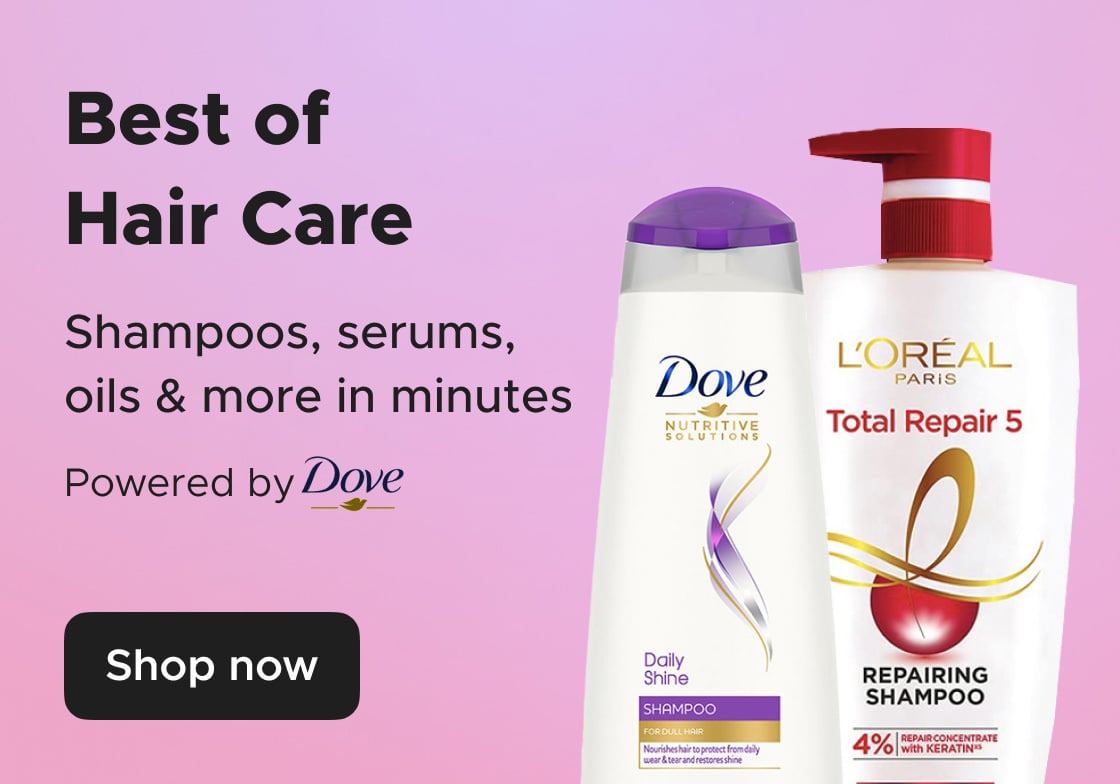 Best of
Hair Care
Shampoos, serums,
oils & more in minutes
Powered by Dove
Shop now
Dove
NUTRITIVE
SOLUTIONS
Daily
Shine
SHAMPOO
FOR DULL HAIR
Nourishes hair to protect from daily
wear & tear and restores shine
L'ORÉAL
PARIS
Total Repair 5
REPAIRING
SHAMPOO
4% REPAIR CONCENTRATE
with KERATIN XS